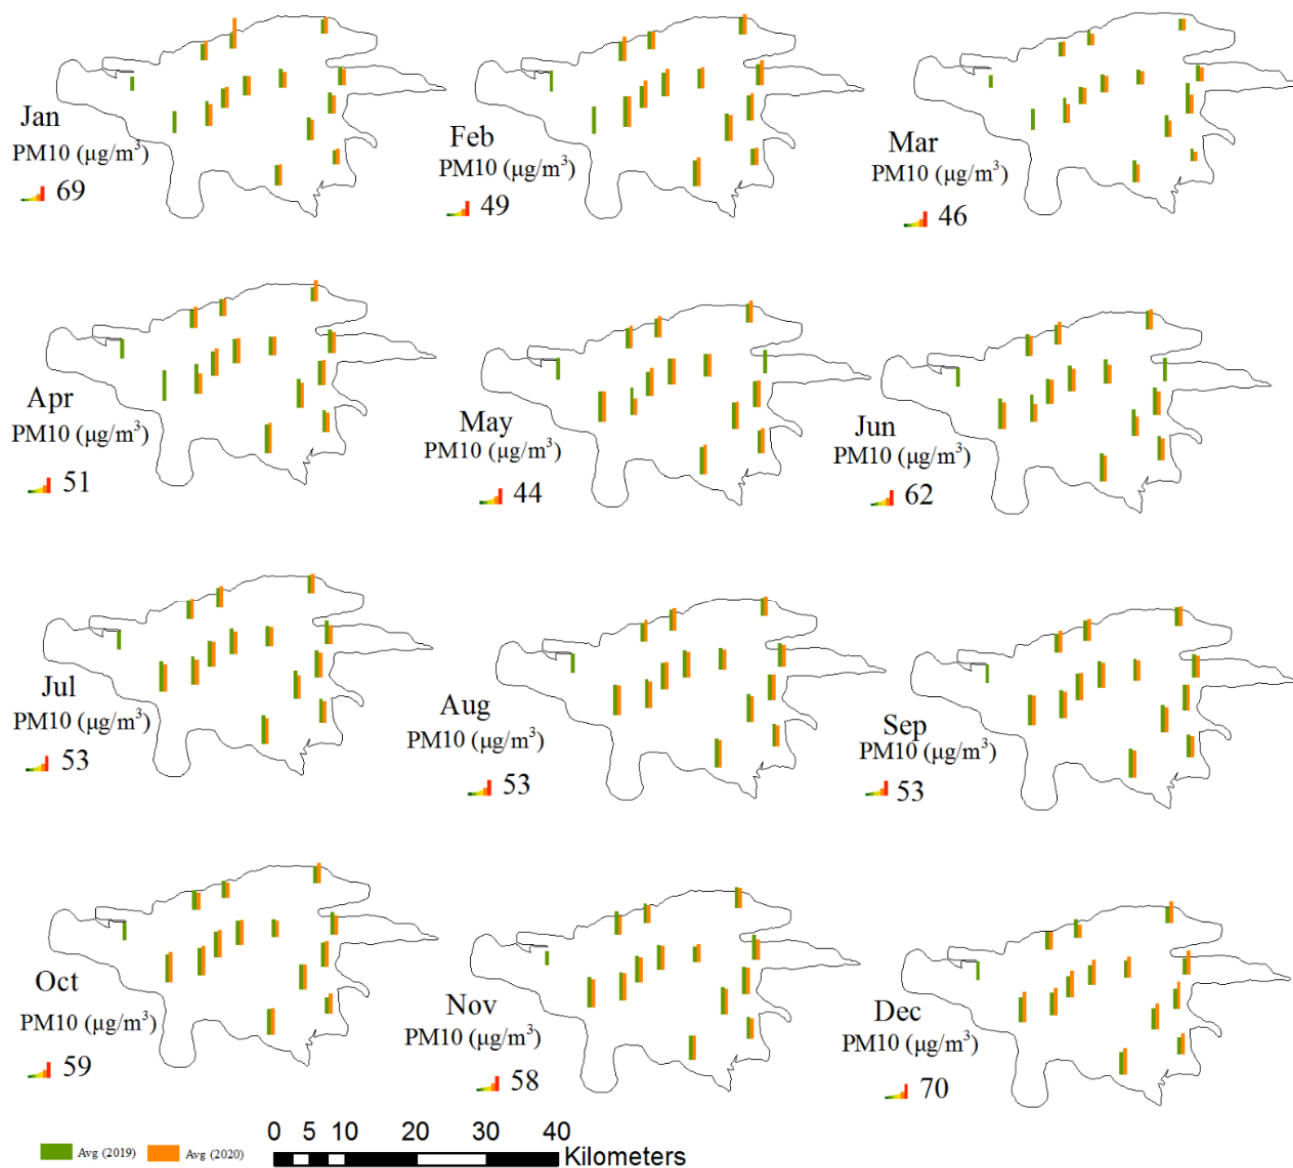 Jan
PM10 (µg/m³)
69
Feb
PM10 (µg/m³)
49
Mar
PM10 (µg/m³)
46
Apr
PM10 (µg/m³)
51
May
PM10 (µg/m³)
44
Jun
PM10 (µg/m³)
62
Jul
PM10 (µg/m³)
53
Aug
PM10 (µg/m³)
53
Sep
PM10 (µg/m³)
53
Oct
PM10 (µg/m³)
59
Nov
PM10 (µg/m³)
58
Dec
PM10 (µg/m³)
70
Avg (2019) Avg (2020)
0 5 10 20 30 40
Kilometers